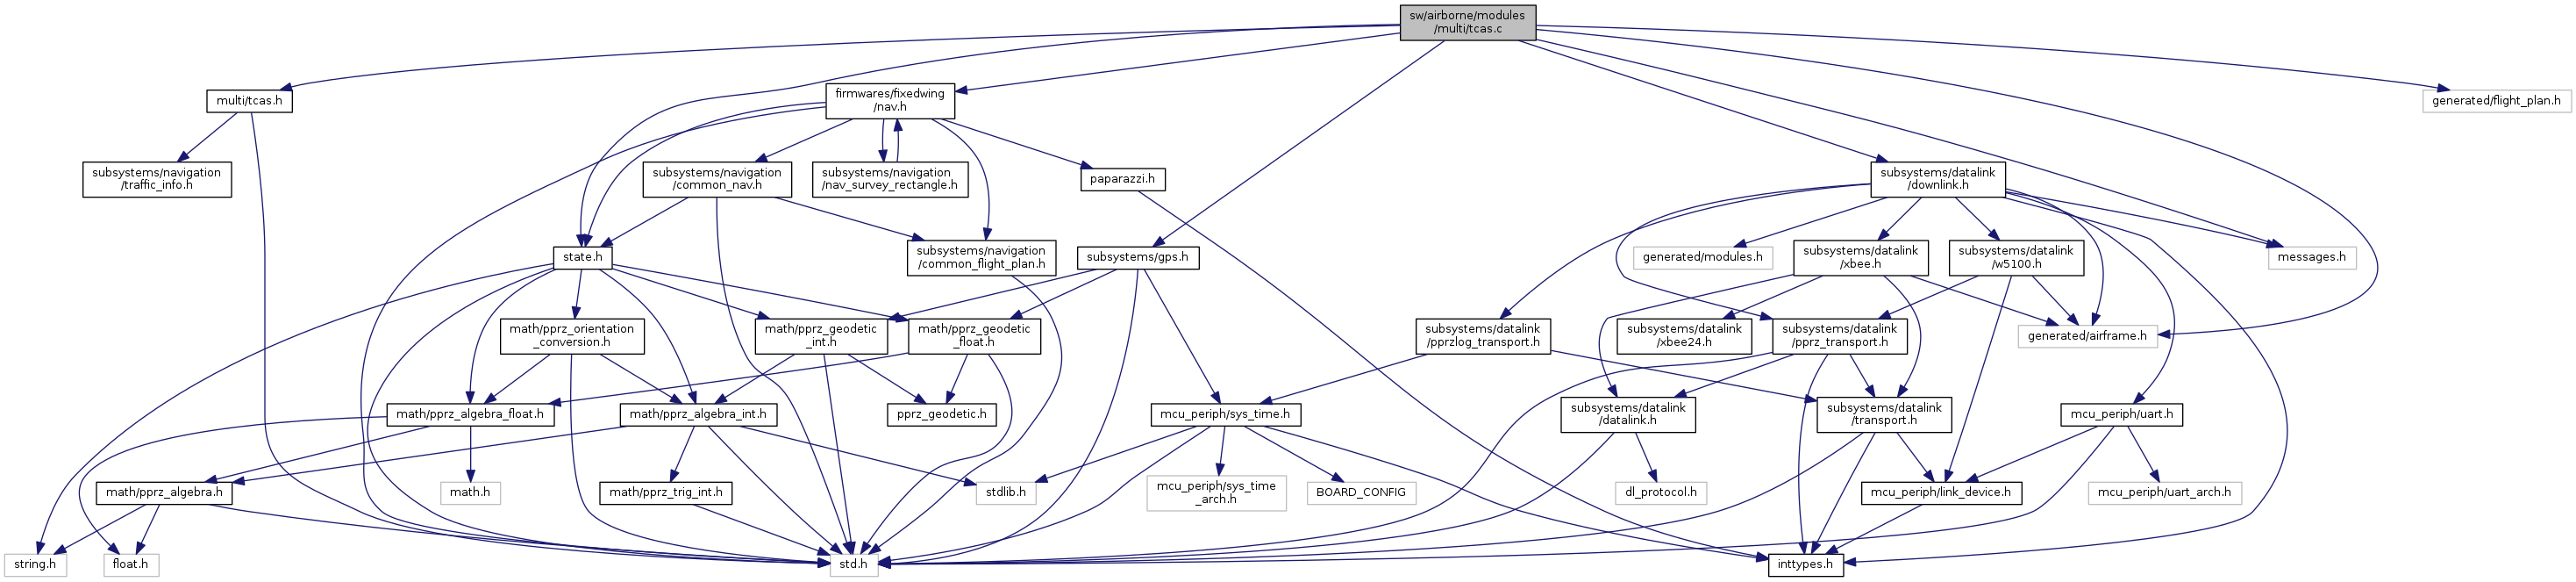 sw/airborne/modules
/multi/tcas.c
multi/tcas.h
firmwares/fixedwing
/nav.h
generated/flight_plan.h
subsystems/navigation
/traffic_info.h
subsystems/navigation
/common_nav.h
subsystems/navigation
/nav_survey_rectangle.h
paparazzi.h
subsystems/datalink
/downlink.h
state.h
subsystems/navigation
/common_flight_plan.h
subsystems/gps.h
generated/modules.h
subsystems/datalink
/xbee.h
subsystems/datalink
/w5100.h
messages.h
math/pprz_orientation
_conversion.h
math/pprz_geodetic
_int.h
math/pprz_geodetic
_float.h
subsystems/datalink
/pprzlog_transport.h
subsystems/datalink
/xbee24.h
subsystems/datalink
/pprz_transport.h
generated/airframe.h
math/pprz_algebra_float.h
math/pprz_algebra_int.h
pprz_geodetic.h
mcu_periph/sys_time.h
subsystems/datalink
/datalink.h
subsystems/datalink
/transport.h
mcu_periph/uart.h
math/pprz_algebra.h
math.h
math/pprz_trig_int.h
stdlib.h
mcu_periph/sys_time
_arch.h
BOARD_CONFIG
dl_protocol.h
mcu_periph/link_device.h
mcu_periph/uart_arch.h
string.h
float.h
std.h
inttypes.h